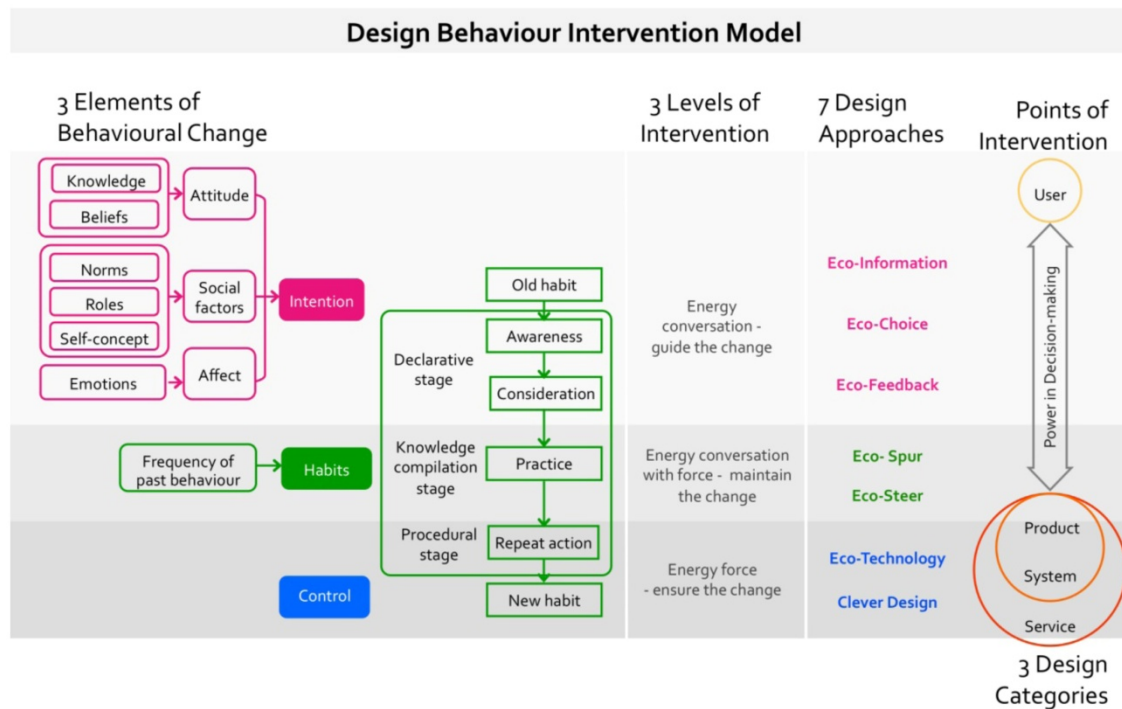 Design Behaviour Intervention Model
3 Elements of
Behavioural Change
3 Levels of
Intervention
7 Design
Approaches
Points of
Intervention
Knowledge
Beliefs
Attitude
Norms
Roles
Self-concept
Social
factors
Emotions
Affect
Intention
Frequency of
past behaviour
Habits
Control
Old habit
Declarative
stage
Awareness
Consideration
Knowledge
compilation
stage
Practice
Procedural
stage
Repeat action
New habit
Energy
conversation -
guide the change
Energy conversation
with force - maintain
the change
Energy force
- ensure the change
Eco-Information
Eco-Choice
Eco-Feedback
Eco- Spur
Eco-Steer
Eco-Technology
Clever Design
User
Power in Decision-making
Product
System
Service
3 Design
Categories